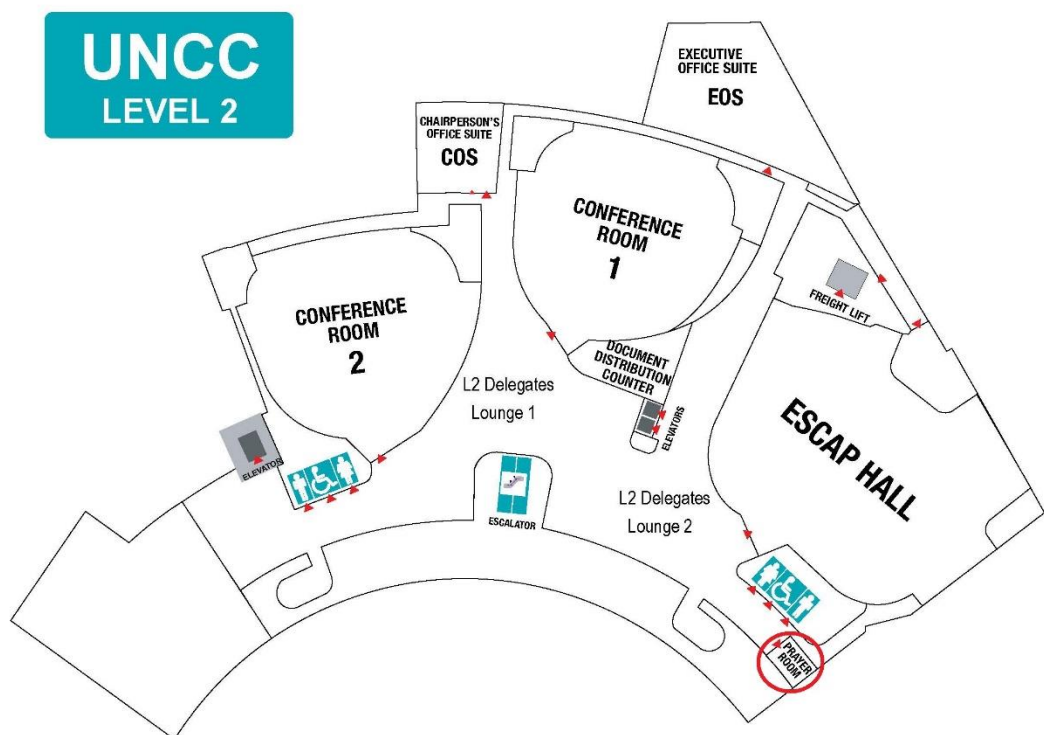 UNCC
LEVEL 2
EXECUTIVE
OFFICE SUITE
EOS
CHAIRPERSON'S
OFFICE SUITE
COS
CONFERENCE
ROOM
1
CONFERENCE
ROOM
2
FREIGHT LIFT
DOCUMENT
DISTRIBUTION
COUNTER
L2 Delegates
Lounge 1
ELEVATORS
ESCAP HALL
ELEVATOR
ESCALATOR
L2 Delegates
Lounge 2
PRAYER
ROOM